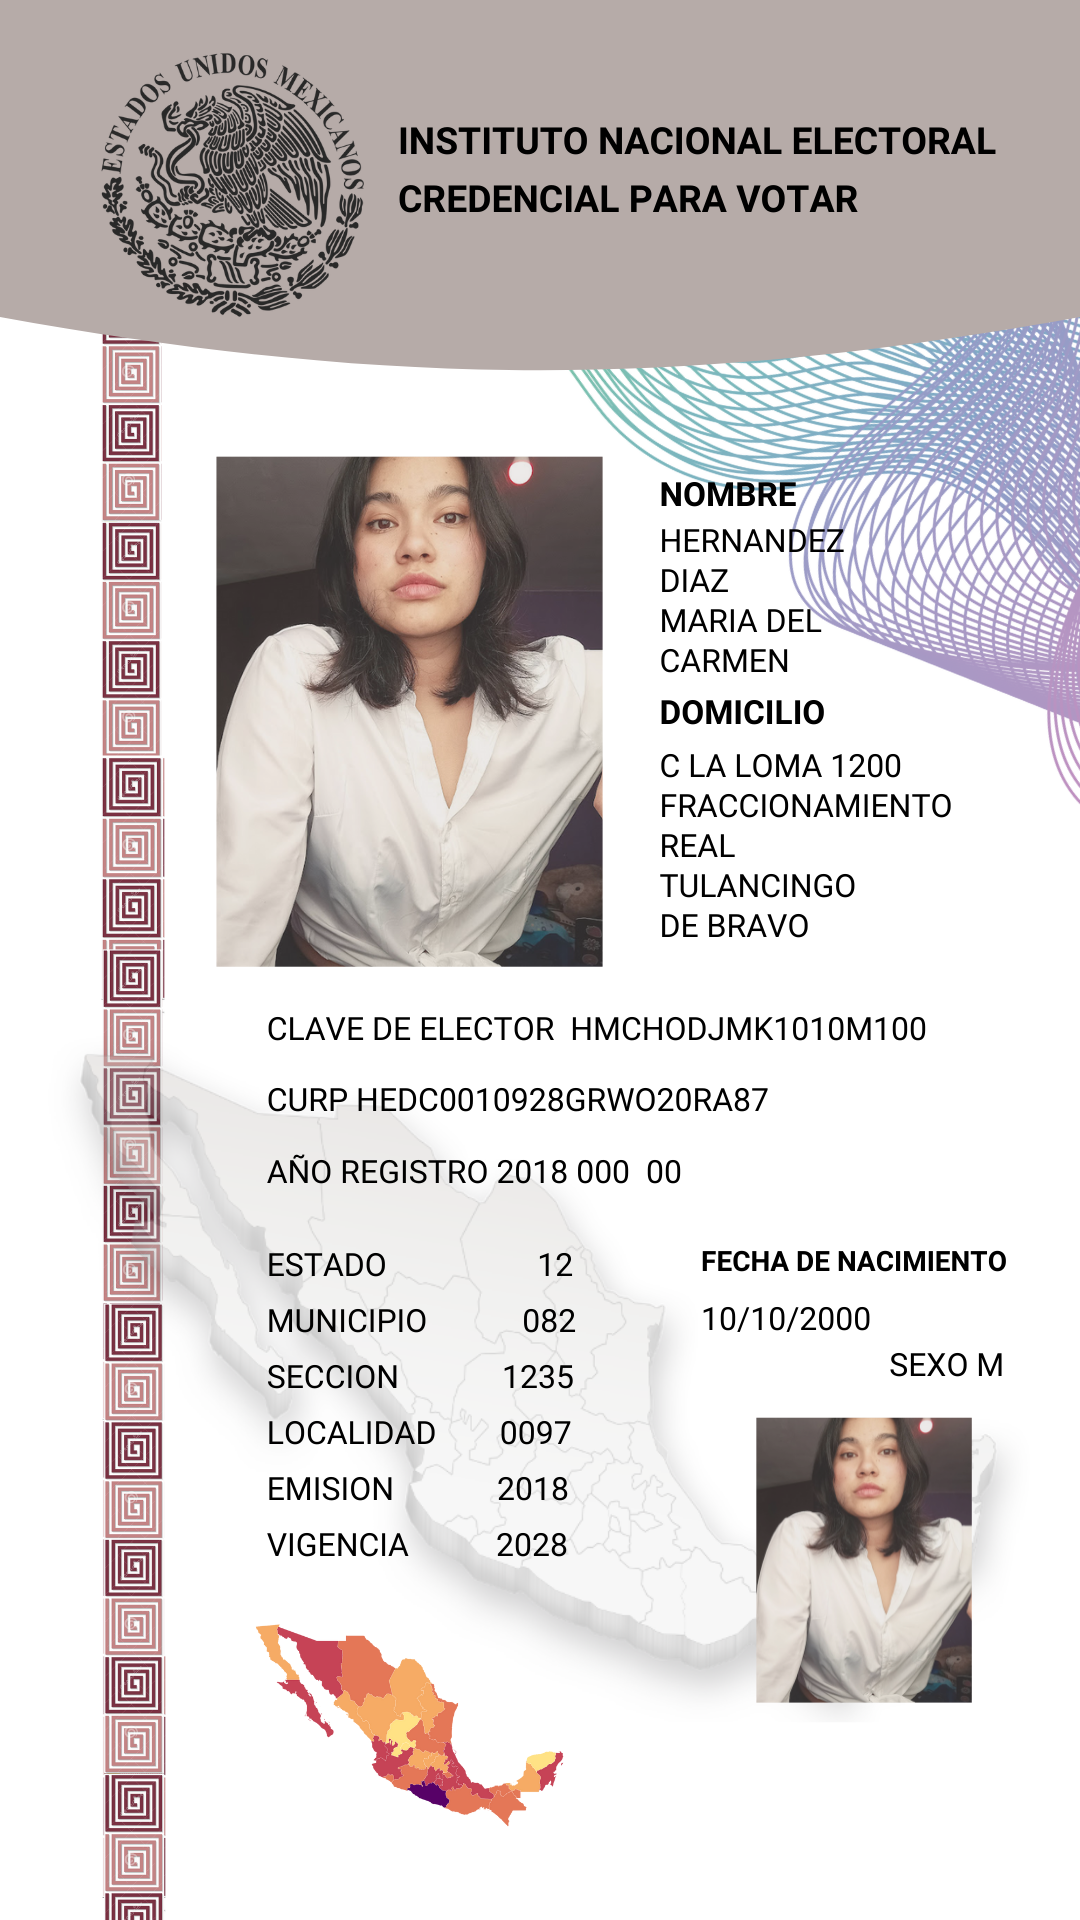 ESTADOS UNIDOS MEXICANOS
INSTITUTO NACIONAL ELECTORAL
CREDENCIAL PARA VOTAR
NOMBRE
HERNANDEZ
DIAZ
MARIA DEL
CARMEN
DOMICILIO
C LA LOMA 1200
FRACCIONAMIENTO
REAL
TULANCINGO
DE BRAVO
CLAVE DE ELECTOR HMCHODJMK1010M100
CURP HEDC0010928GRWO20RA87
AÑO REGISTRO 2018 000 00
ESTADO 12
MUNICIPIO 082
SECCION 1235
LOCALIDAD 0097
EMISION 2018
VIGENCIA 2028
FECHA DE NACIMIENTO
10/10/2000
SEXO M